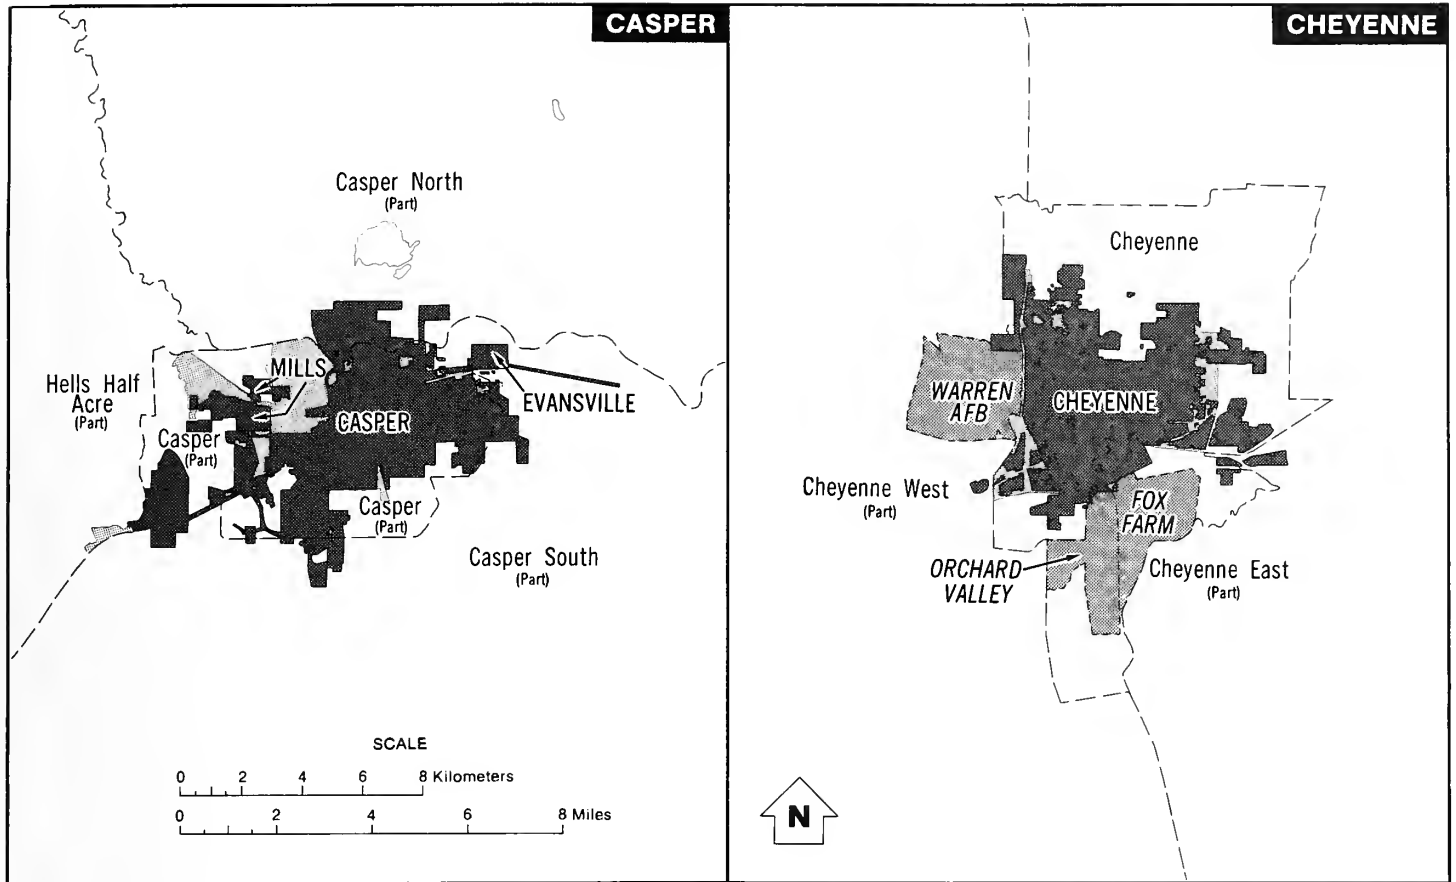 CASPER
Casper North
(Part)
Hells Half
Acre
(Part)
MILLS
EVANSVILLE
CASPER
Casper
(Part)
Casper
(Part)
Casper South
(Part)
SCALE
0 2 4 6 8 Kilometers
0 2 4 6 8 Miles
CHEYENNE
Cheyenne
WARREN
AFB
CHEYENNE
Cheyenne West
(Part)
FOX
FARM
ORCHARD
VALLEY
Cheyenne East
(Part)
N